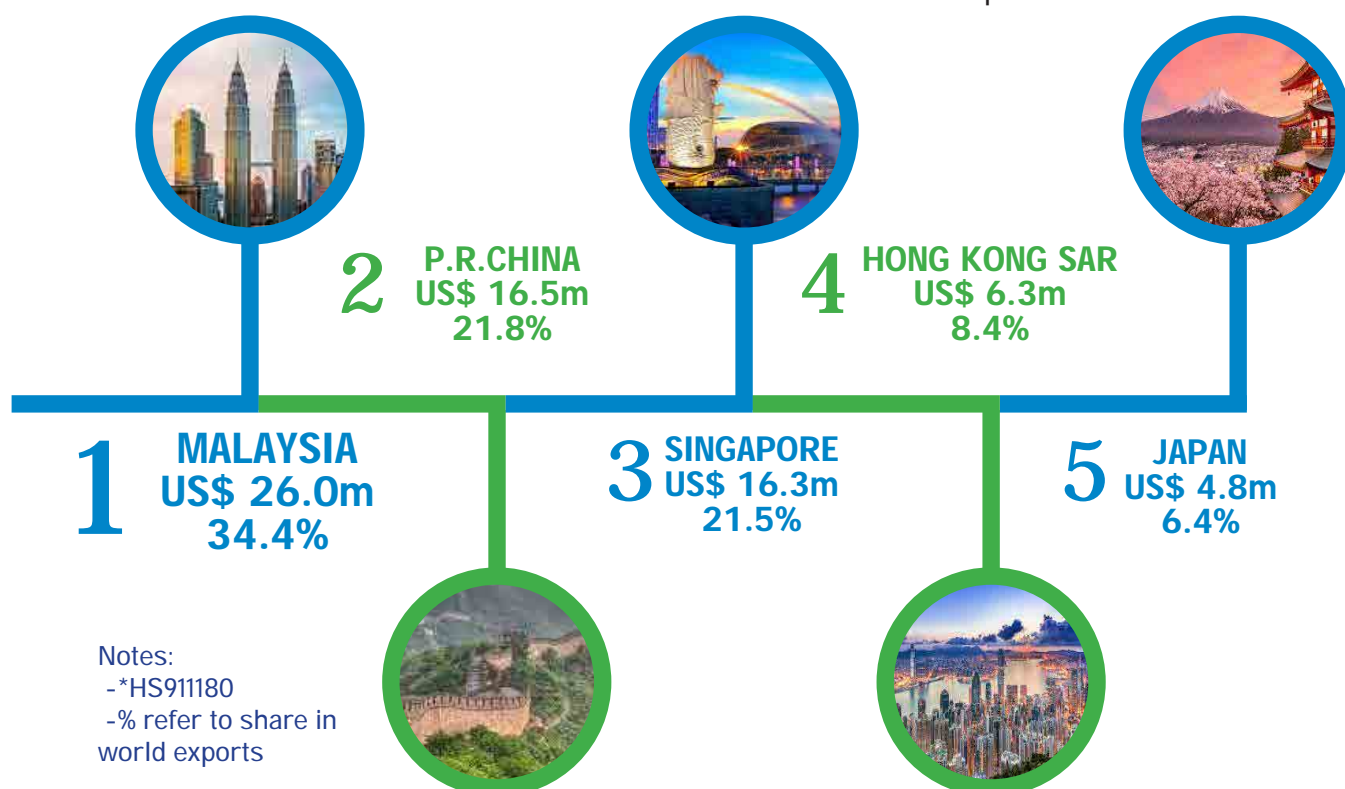 2
P.R.CHINA
US$ 16.5m
21.8%
4
HONG KONG SAR
US$ 6.3m
8.4%
1
MALAYSIA
US$ 26.0m
34.4%
3
SINGAPORE
US$ 16.3m
21.5%
5
JAPAN
US$ 4.8m
6.4%
Notes:
-*HS911180
-% refer to share in
world exports